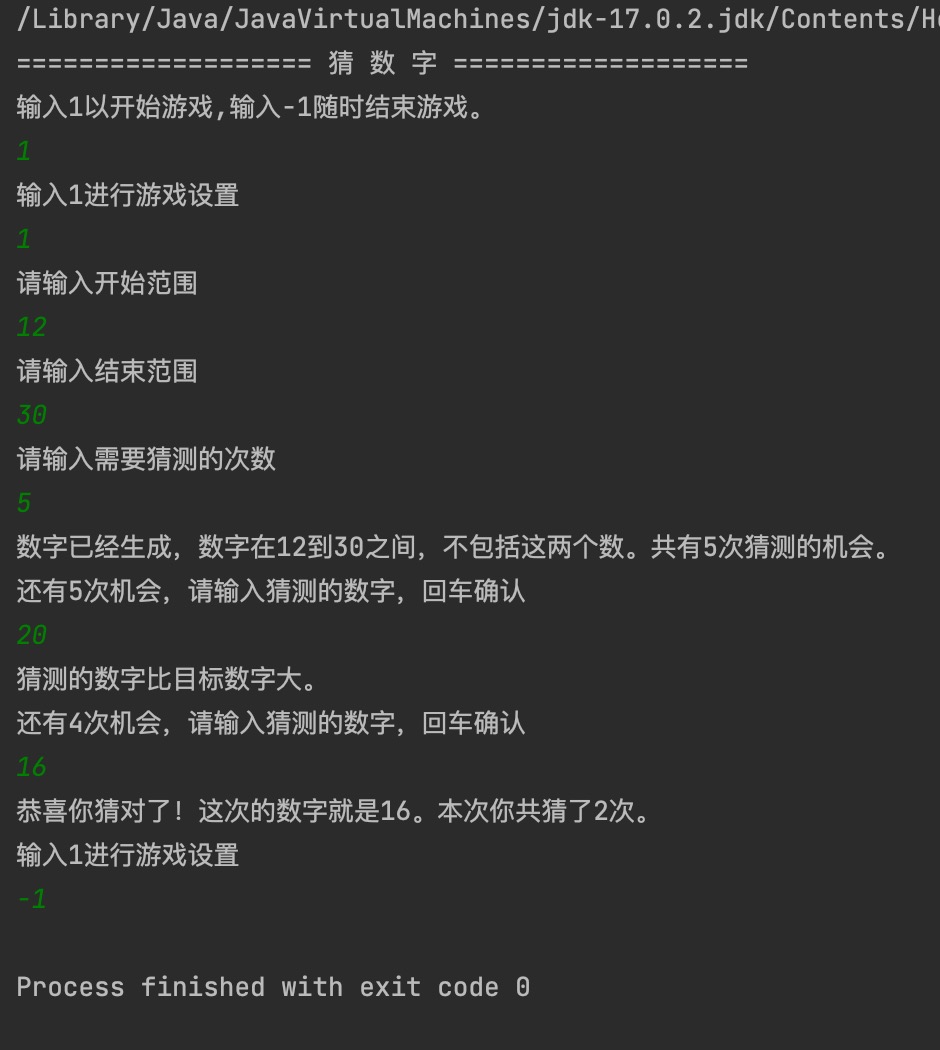 /Library/Java/JavaVirtualMachines/jdk-17.0.2.jdk/Contents/H
=================== 猜 数 字 ===================
输入1以开始游戏,输入-1随时结束游戏。
1
输入1进行游戏设置
1
请输入开始范围
12
请输入结束范围
30
请输入需要猜测的次数
5
数字已经生成，数字在12到30之间，不包括这两个数。共有5次猜测的机会。
还有5次机会，请输入猜测的数字，回车确认
20
猜测的数字比目标数字大。
还有4次机会，请输入猜测的数字，回车确认
16
恭喜你猜对了！这次的数字就是16。本次你共猜了2次。
输入1进行游戏设置
-1
Process finished with exit code 0